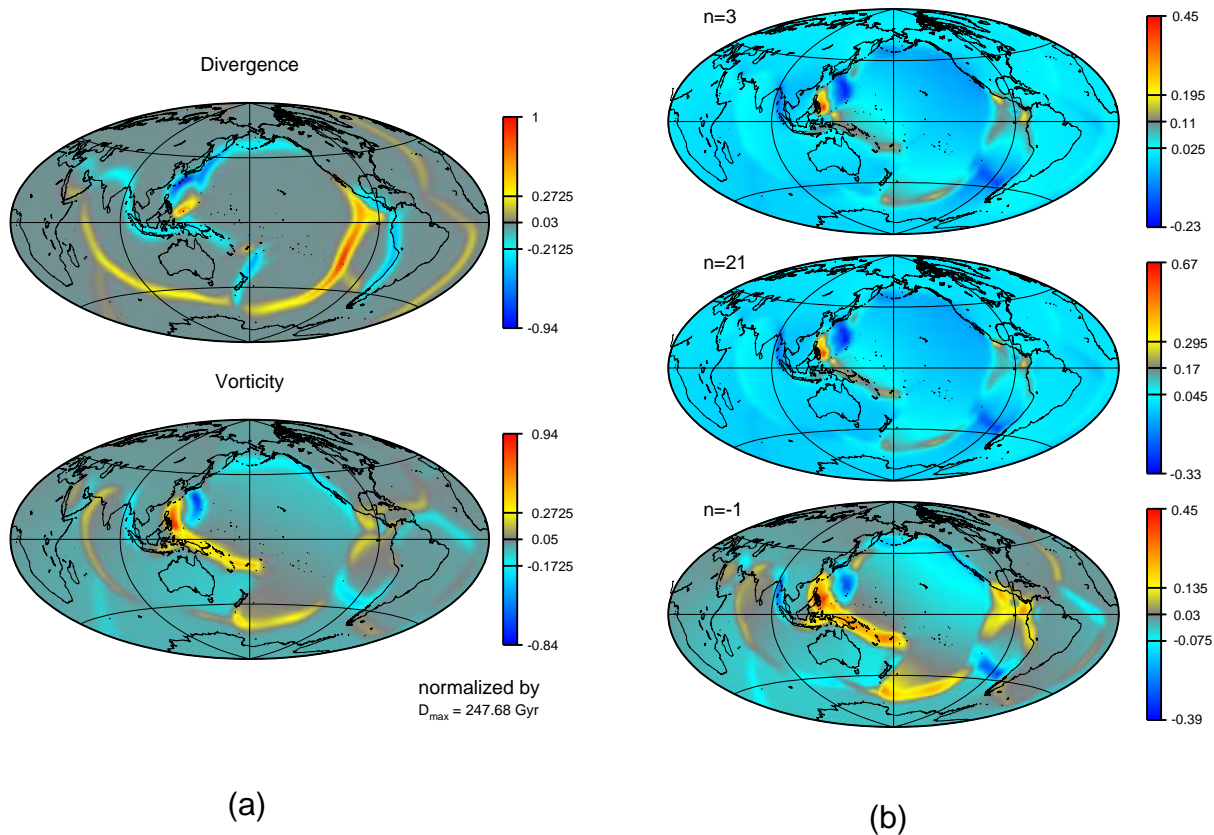 Divergence
1
0.2725
0.03
-0.2125
-0.94
Vorticity
0.94
0.2725
0.05
-0.1725
-0.84
normalized by
Dmax = 247.68 Gyr
(a)
n=3
0.45
0.195
0.11
0.025
-0.23
n=21
0.67
0.295
0.17
0.045
-0.33
n=-1
0.45
0.135
0.03
-0.075
-0.39
(b)